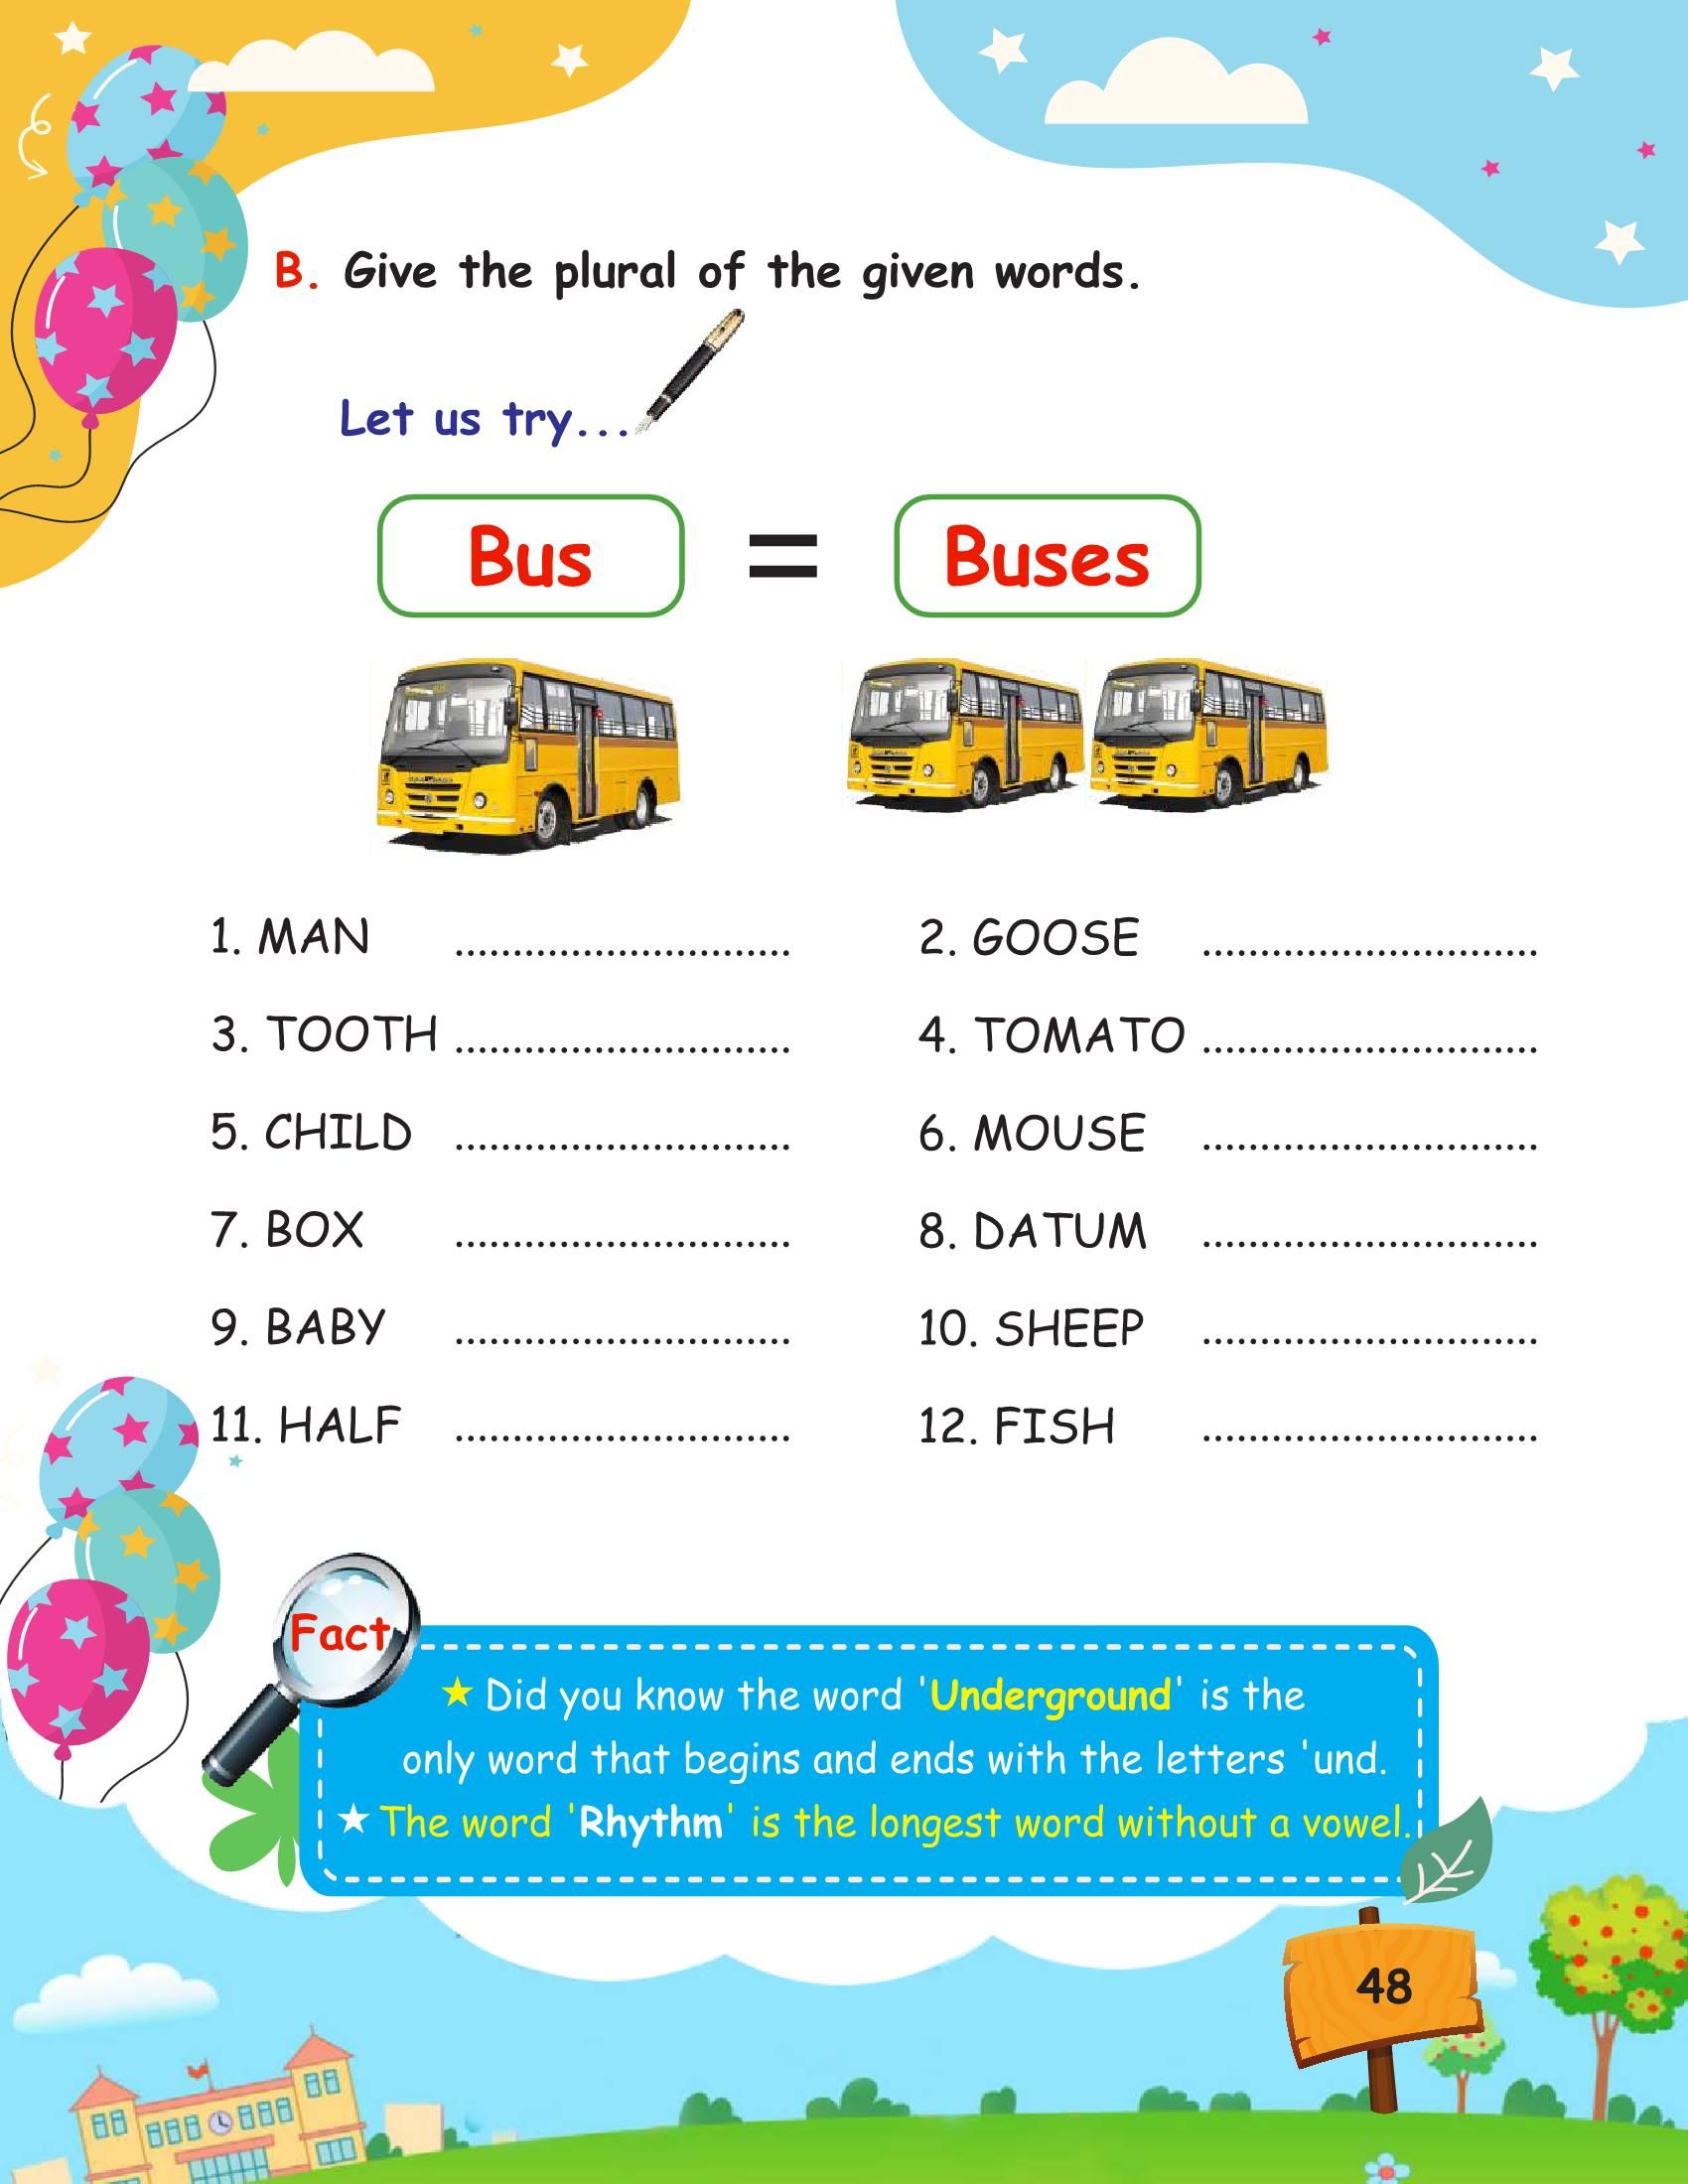 B. Give the plural of the given words.
Let us try...
Bus = Buses
1. MAN ............................. 2. GOOSE .............................
3. TOOTH ............................. 4. TOMATO .............................
5. CHILD ............................. 6. MOUSE .............................
7. BOX ............................. 8. DATUM .............................
9. BABY ............................. 10. SHEEP .............................
11. HALF ............................. 12. FISH .............................
Fact
★ Did you know the word 'Underground' is the
only word that begins and ends with the letters 'und.
★ The word 'Rhythm' is the longest word without a vowel.
48